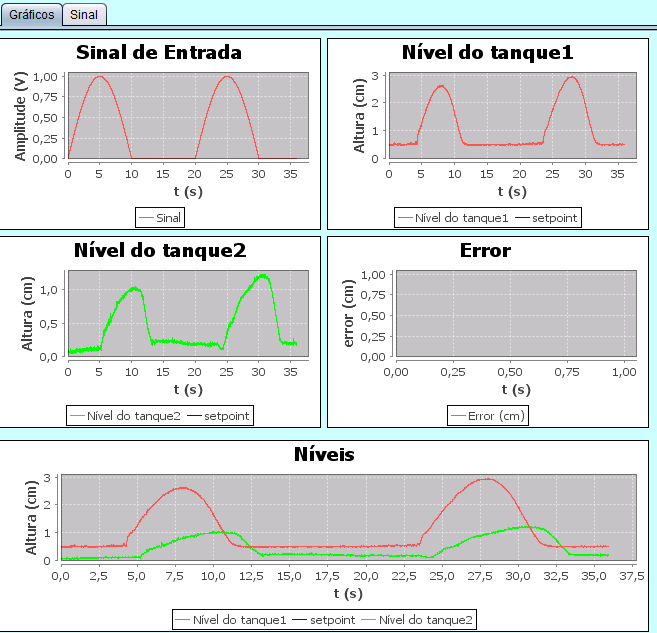 Gráficos Sinal
Sinal de Entrada
Amplitude (V)
1,00
0,75
0,50
0,25
0,00
0 5 10 15 20 25 30 35
t (s)
Sinal
Nível do tanque1
Altura (cm)
3
2
1
0
0 5 10 15 20 25 30 35
t (s)
Nível do tanque1 setpoint
Nível do tanque2
Altura (cm)
1,0
0,5
0,0
0 5 10 15 20 25 30 35
t (s)
Nível do tanque2 setpoint
Error
error (cm)
1,00
0,75
0,50
0,25
0,00
0,00 0,25 0,50 0,75 1,00
t (s)
Error (cm)
Níveis
Altura (cm)
3
2
1
0
0,0 2,5 5,0 7,5 10,0 12,5 15,0 17,5 20,0 22,5 25,0 27,5 30,0 32,5 35,0 37,5
t (s)
Nível do tanque1 setpoint Nível do tanque2